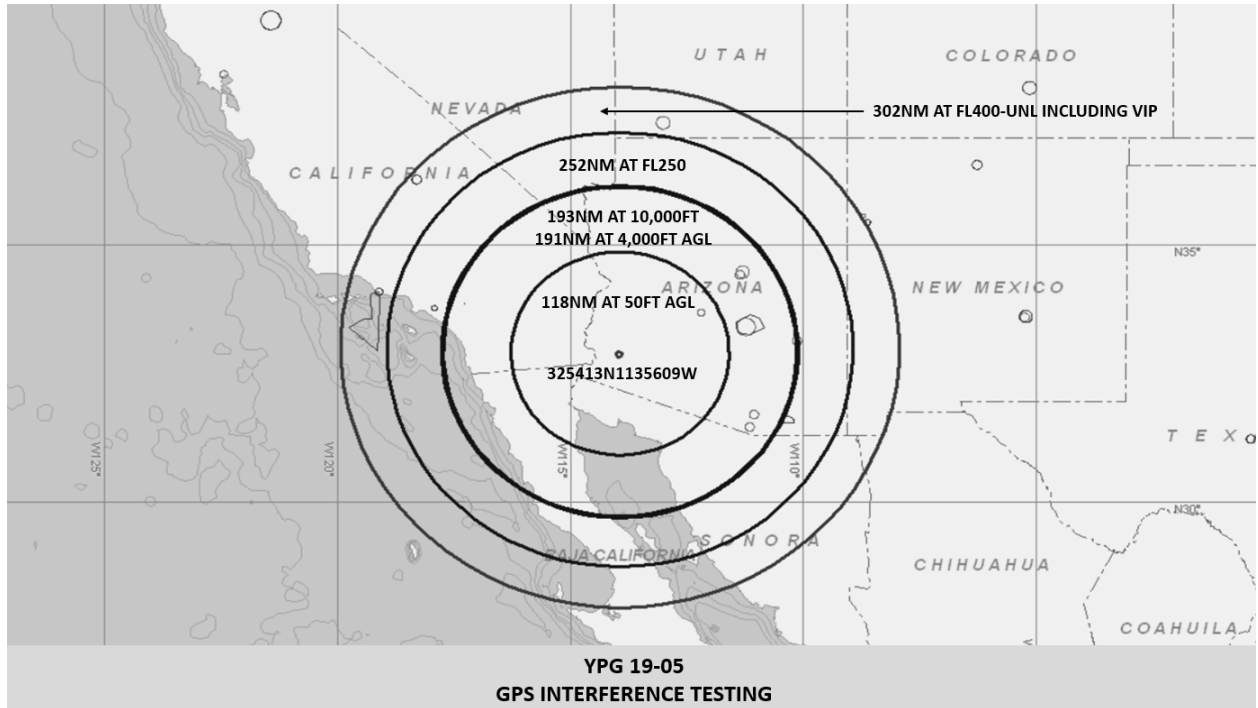 UTAH
COLORADO
NEVADA
302NM AT FL400-UNL INCLUDING VIP
252NM AT FL250
CALIFORNIA
193NM AT 10,000FT
191NM AT 4,000FT AGL
N35°
ARIZONA
NEW MEXICO
118NM AT 50FT AGL
325413N1135609W
TEX
W125°
W120°
W115°
W110°
N30°
SONORA
BAJA CALIFORNIA
CHIHUAHUA
COAHUILA
YPG 19-05
GPS INTERFERENCE TESTING